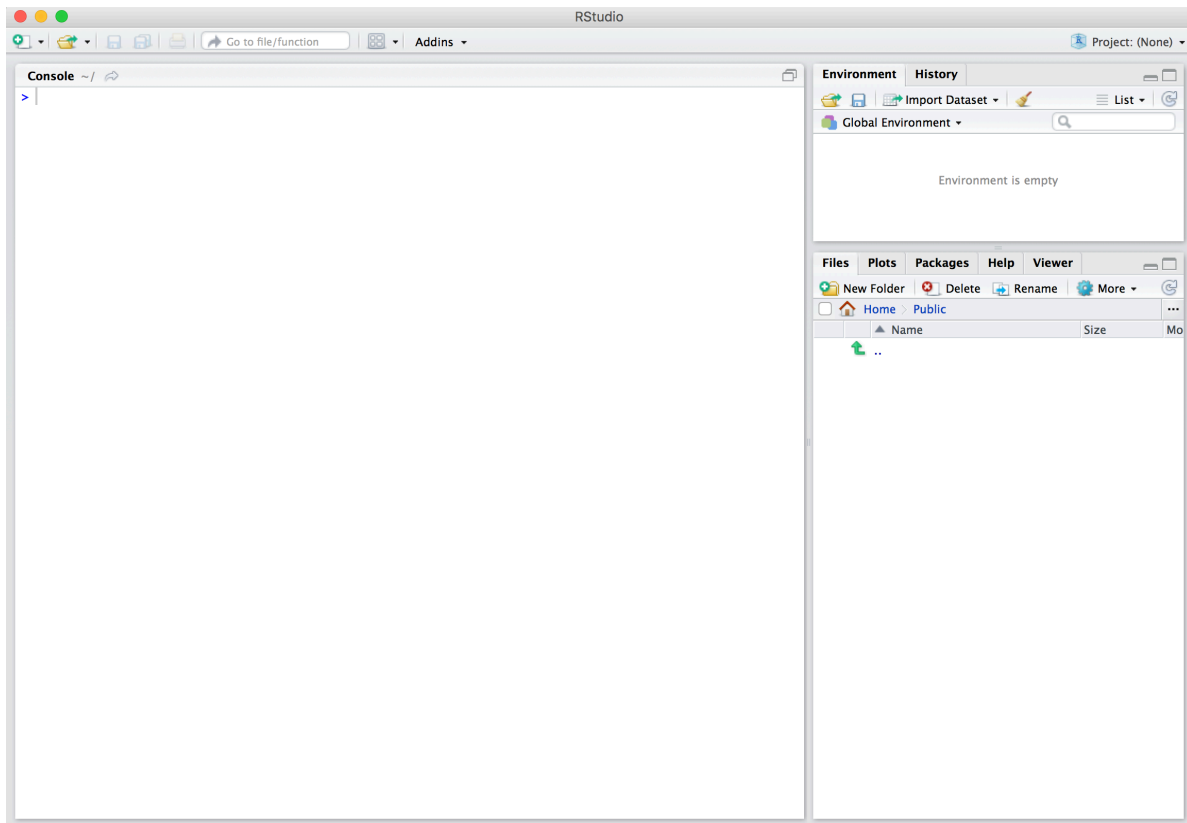 RStudio
Go to file/function Addins Project: (None)
Console ~/
>
Environment History
Import Dataset List
Global Environment
Environment is empty
Files Plots Packages Help Viewer
New Folder Delete Rename More
Home Public ...
Name Size Mo
..